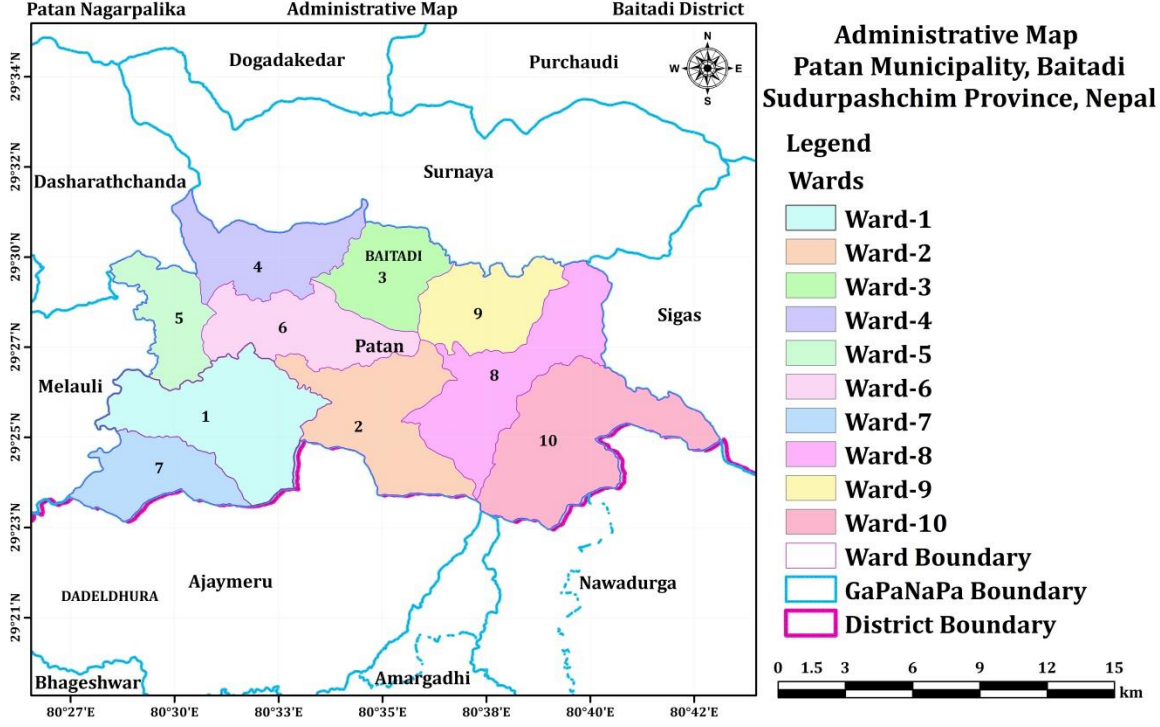 Patan Nagarpalika Administrative Map Baitadi District
29°34'N
29°32'N
29°30'N
29°27'N
29°25'N
29°23'N
29°21'N
Dogadakedar
Purchaudi
N
W E
S
Dasharathchanda
Surnaya
BAITADI
4
3
5
6
9
Sigas
Patan
Melauli
8
1
2
10
7
Ajaymeru
Nawadurga
DADELDHURA
Bhageshwar
Amargadhi
80°27'E 80°30'E 80°33'E 80°35'E 80°38'E 80°40'E 80°42'E
Administrative Map
Patan Municipality, Baitadi
Sudurpashchim Province, Nepal
Legend
Wards
Ward-1
Ward-2
Ward-3
Ward-4
Ward-5
Ward-6
Ward-7
Ward-8
Ward-9
Ward-10
Ward Boundary
GaPaNaPa Boundary
District Boundary
0 1.5 3 6 9 12 15
km